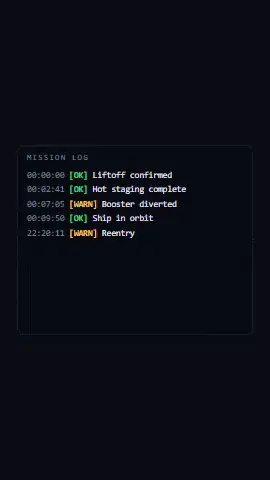 MISSION LOG
00:00:00 [OK] Liftoff confirmed
00:02:41 [OK] Hot staging complete
00:07:05 [WARN] Booster diverted
00:09:50 [OK] Ship in orbit
22:20:11 [WARN] Reentry